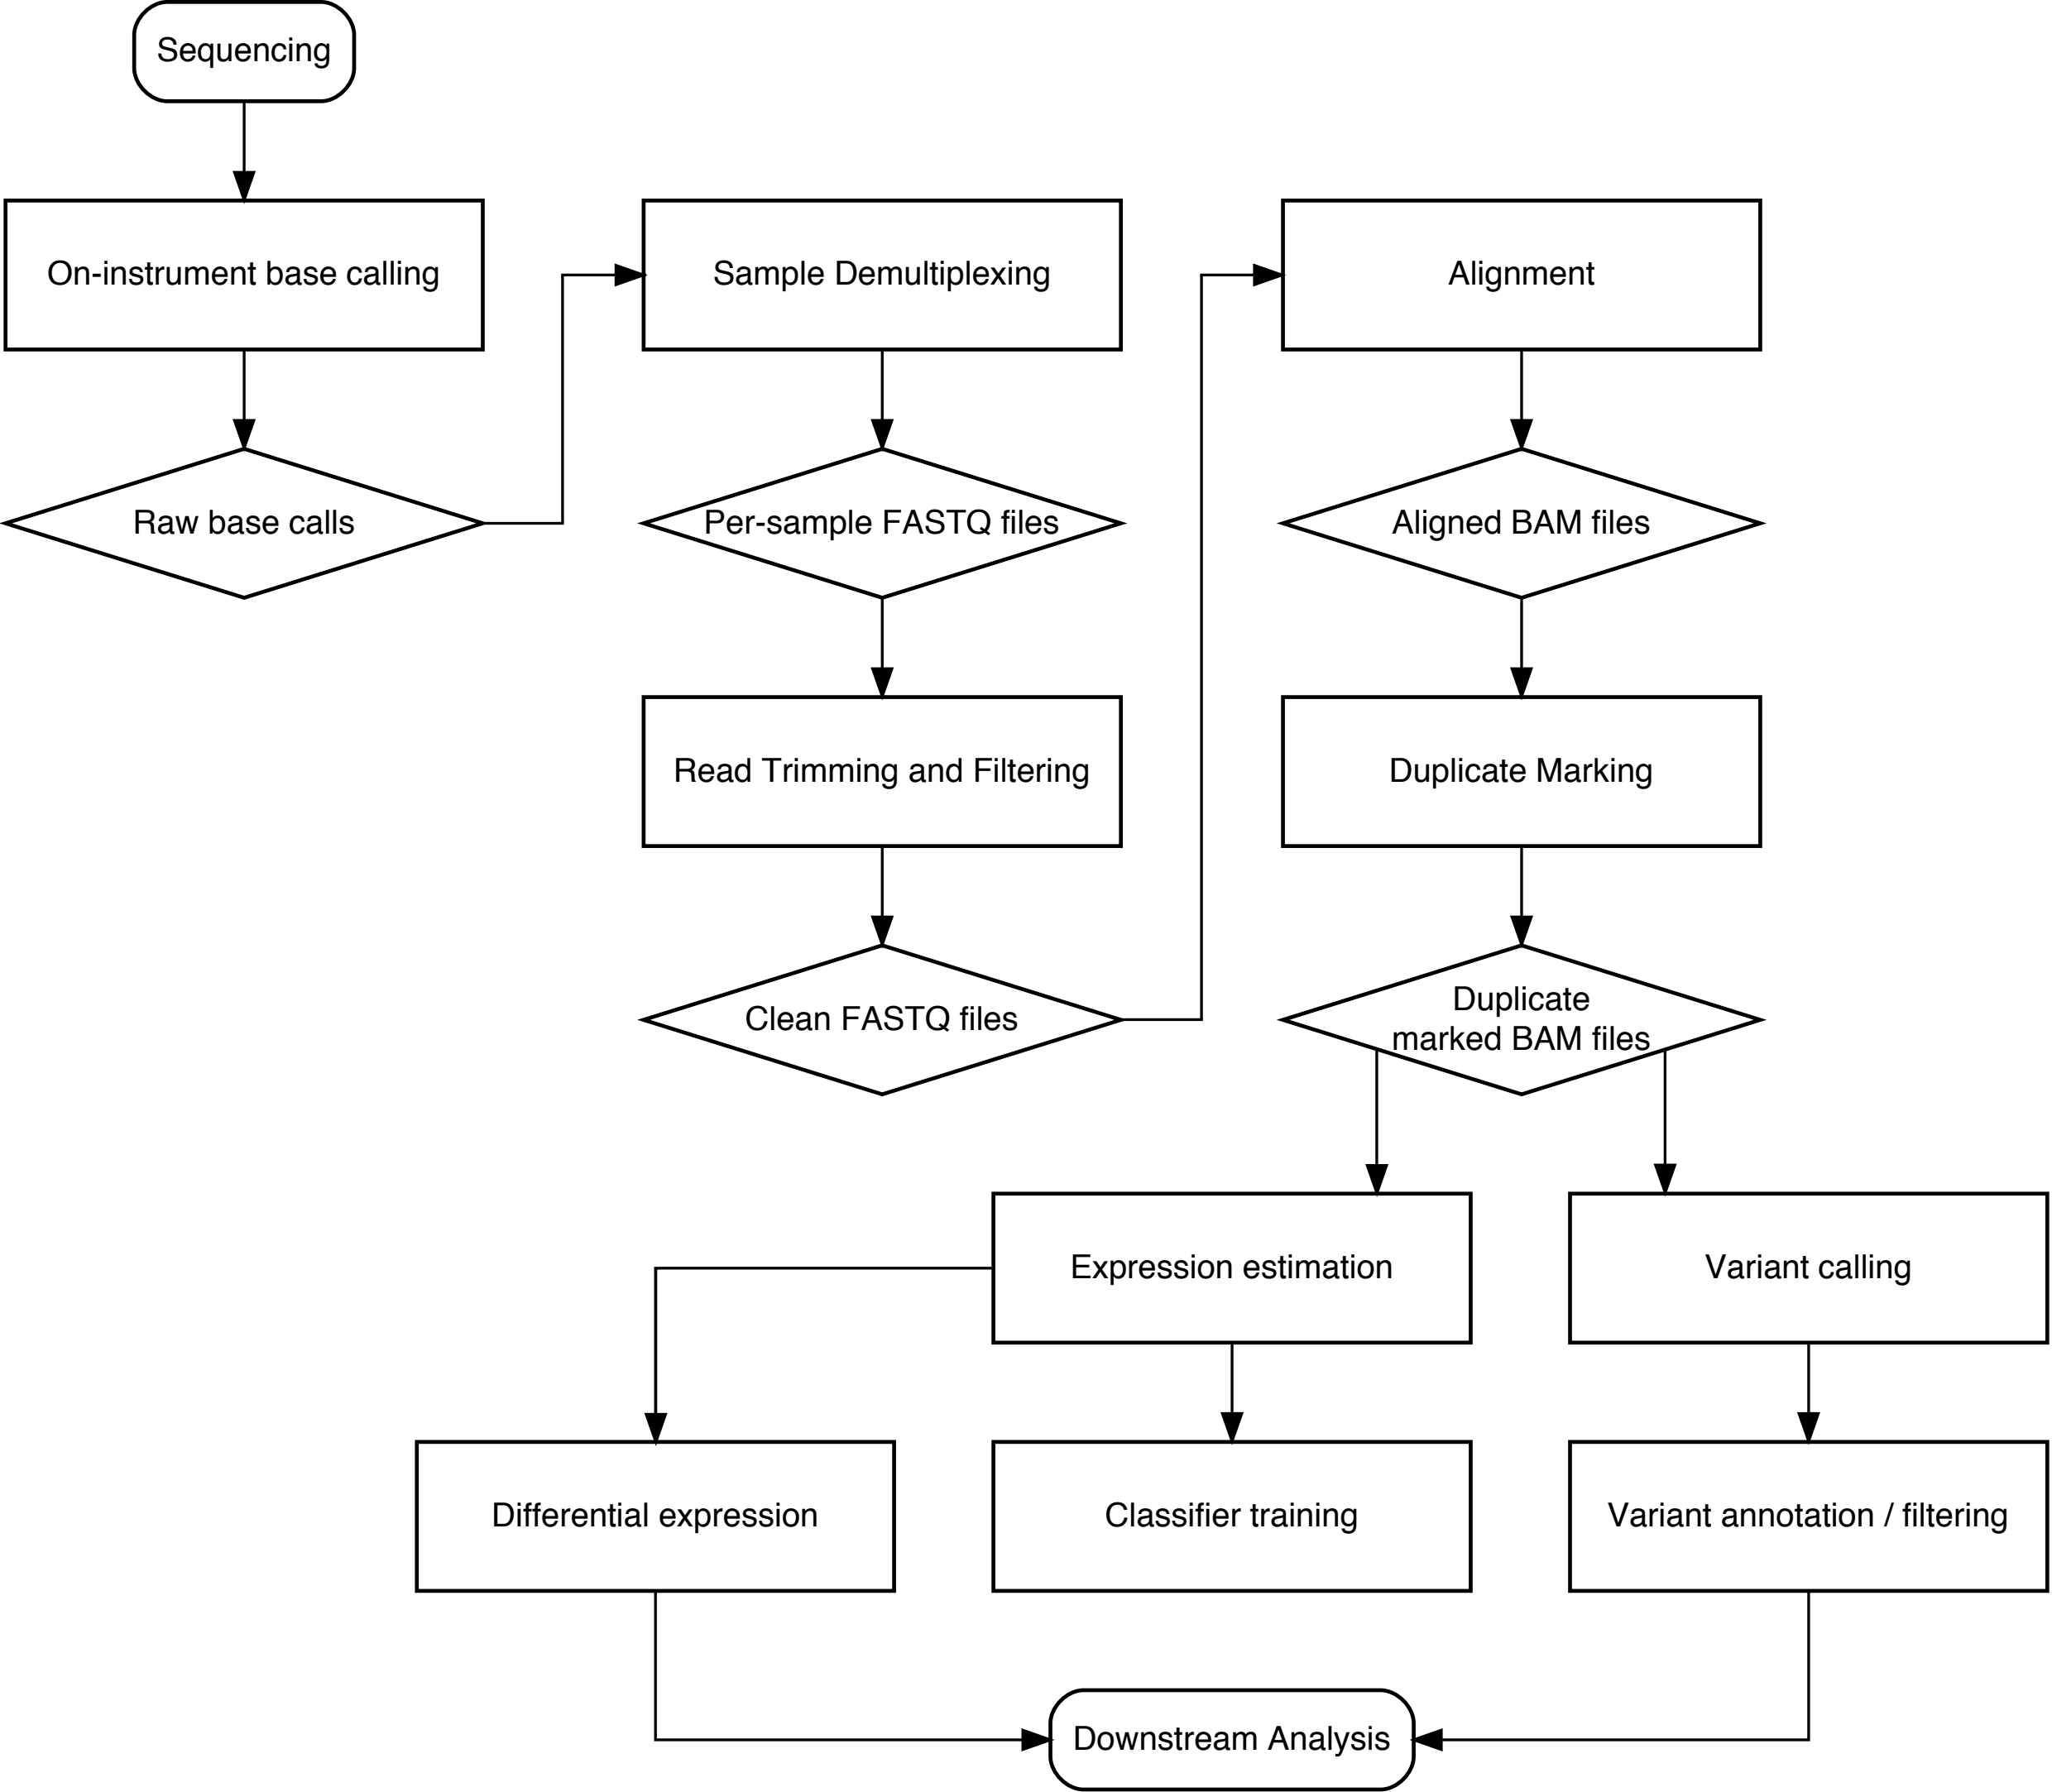 Sequencing
On-instrument base calling
Raw base calls
Sample Demultiplexing
Per-sample FASTQ files
Read Trimming and Filtering
Clean FASTQ files
Alignment
Aligned BAM files
Duplicate Marking
Duplicate
marked BAM files
Expression estimation
Variant calling
Differential expression
Classifier training
Variant annotation / filtering
Downstream Analysis